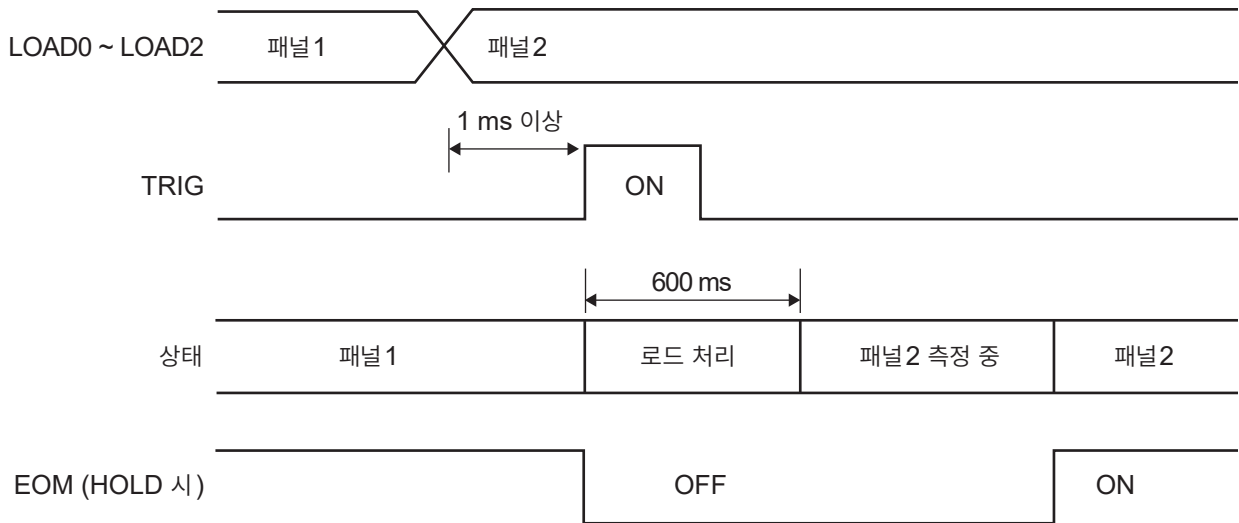 LOAD0 ~ LOAD2 패널1 패널2
1 ms 이상
TRIG ON
600 ms
상태 패널1 로드 처리 패널2 측정 중 패널2
EOM (HOLD 시) OFF ON